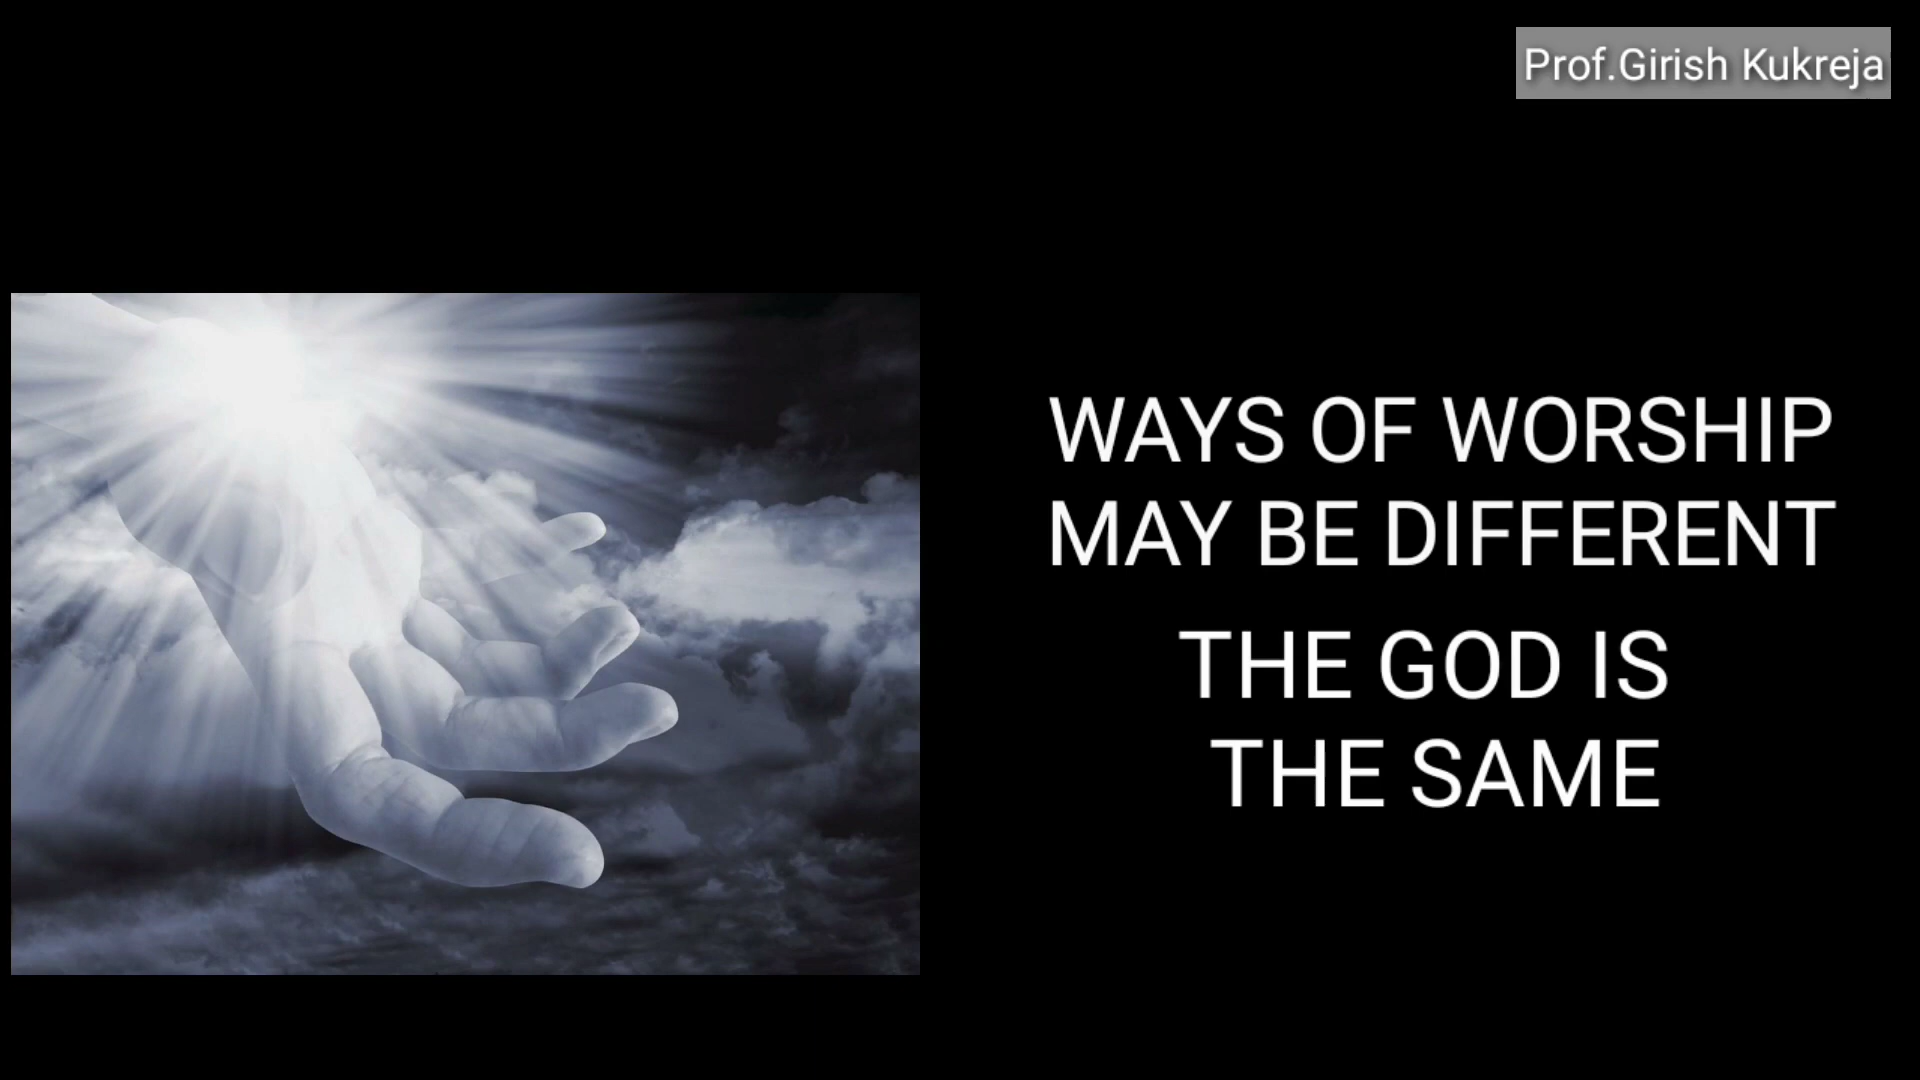 Prof.Girish Kukreja
WAYS OF WORSHIP
MAY BE DIFFERENT
THE GOD IS
THE SAME